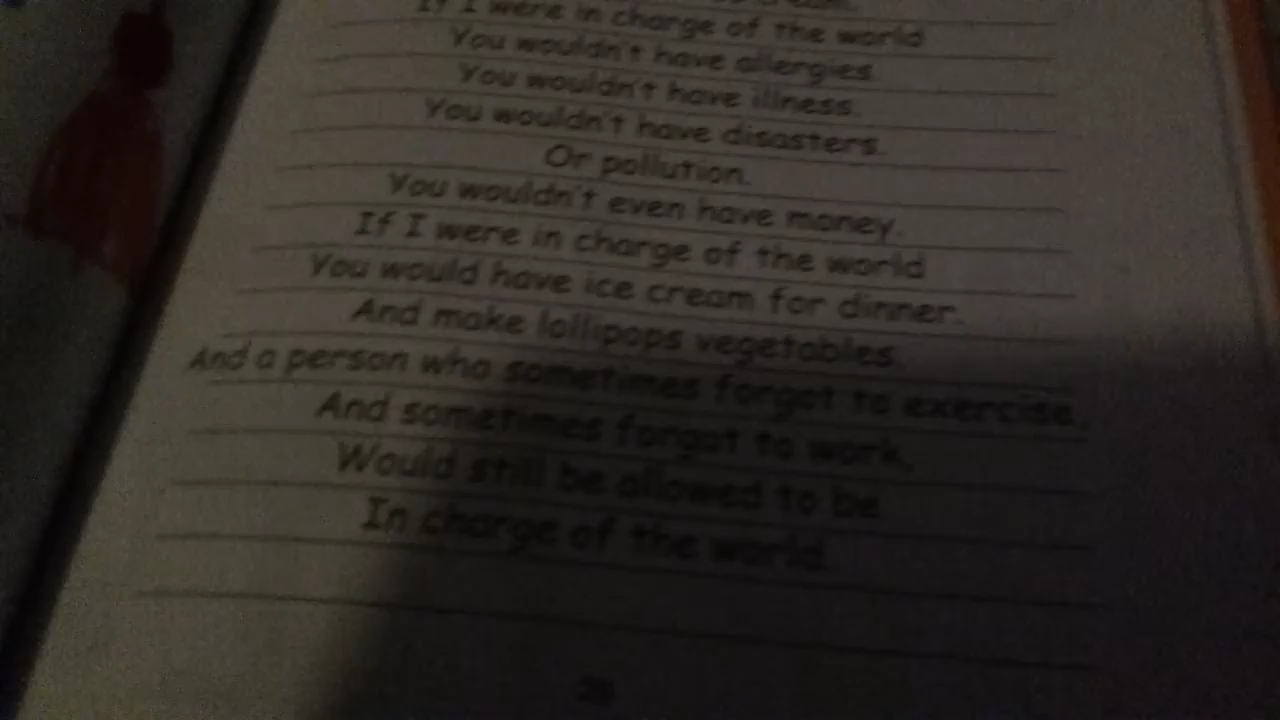 If I were in charge of the world
You wouldn't have allergies.
You wouldn't have illness.
You wouldn't have disasters.
Or pollution.
You wouldn't even have money.
If I were in charge of the world
You would have ice cream for dinner.
And make lollipops vegetables.
And a person who sometimes forgot to exercise,
And sometimes forgot to work,
Would still be allowed to be
In charge of the world.